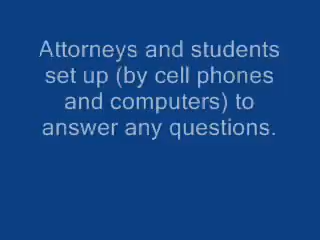 Attorneys and students
set up (by cell phones
and computers) to
answer any questions.